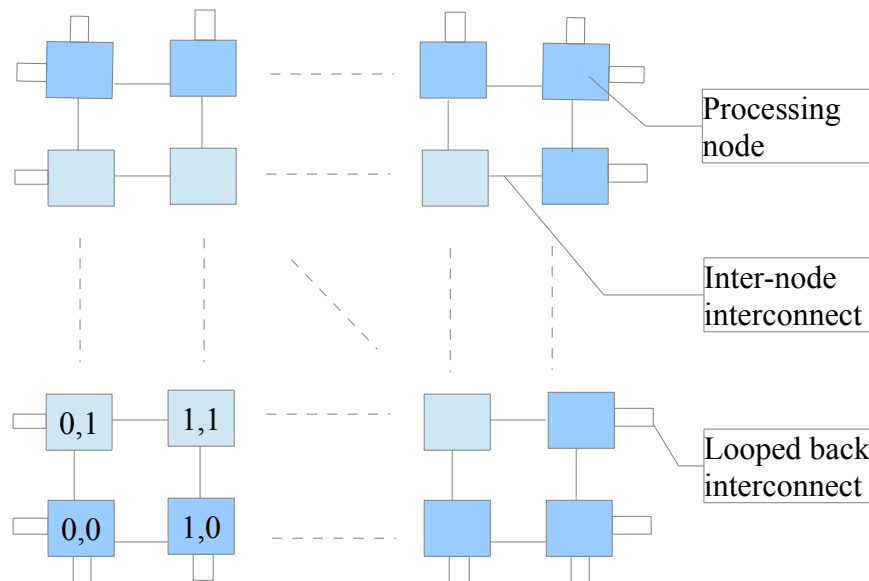 Processing
node
Inter-node
interconnect
0,1
1,1
Looped back
interconnect
0,0
1,0